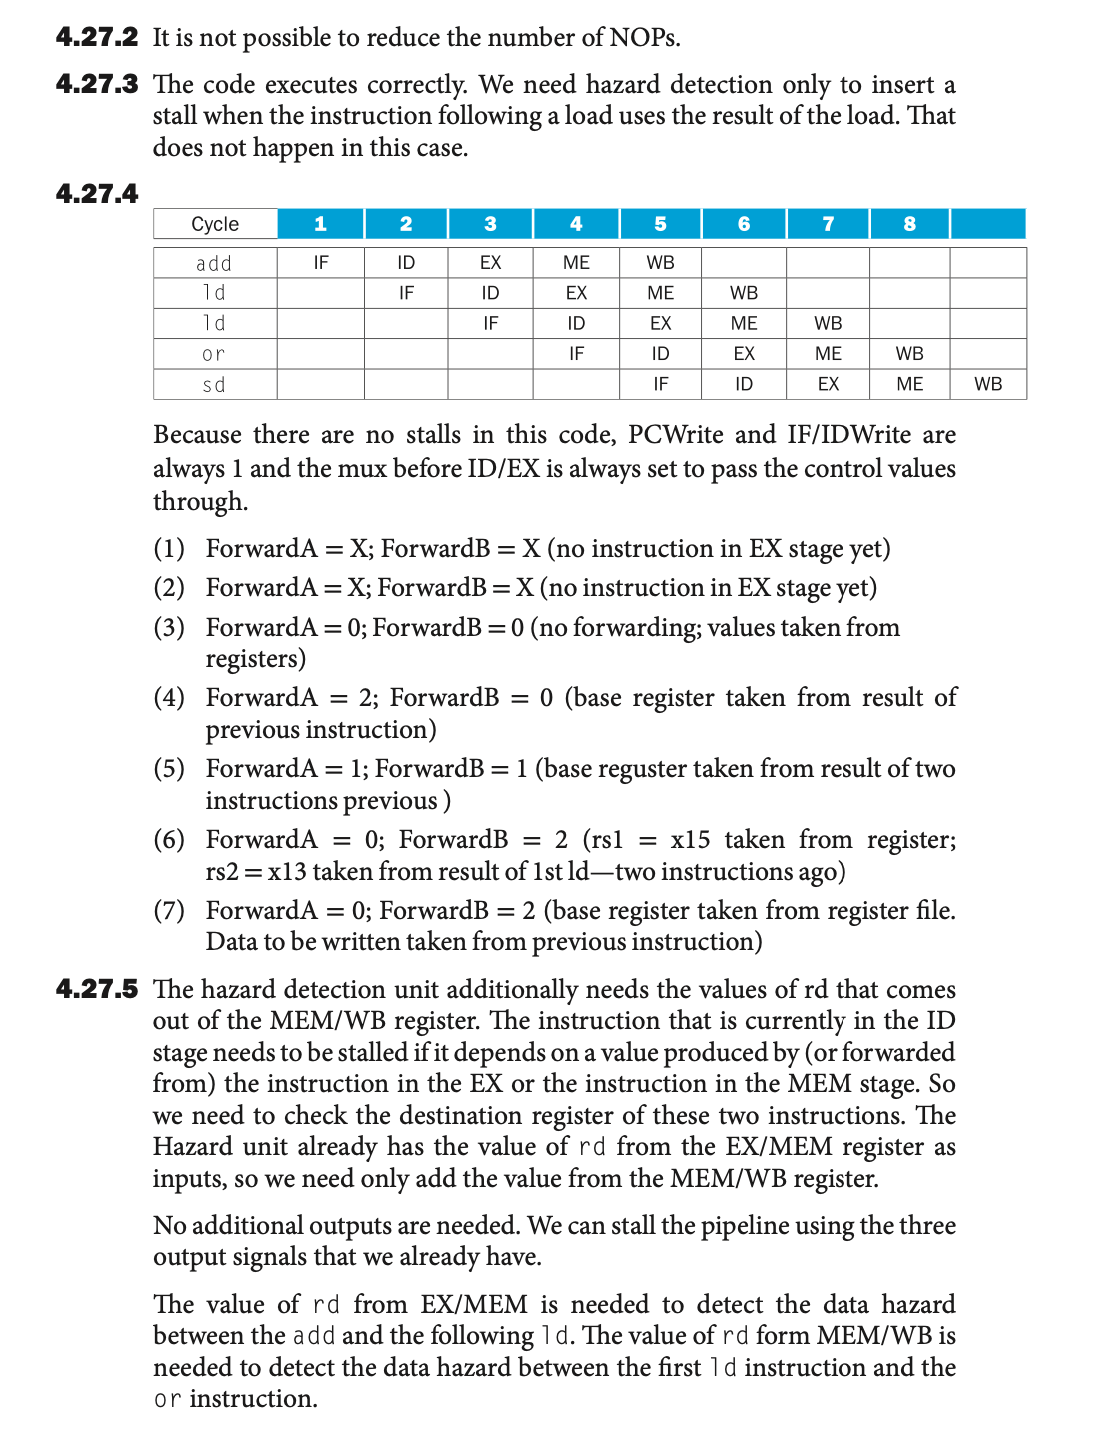 4.27.2 It is not possible to reduce the number of NOPs.
4.27.3 The code executes correctly. We need hazard detection only to insert a
stall when the instruction following a load uses the result of the load. That
does not happen in this case.
4.27.4
Cycle 1 2 3 4 5 6 7 8
add IF ID EX ME WB
ld IF ID EX ME WB
ld IF ID EX ME WB
or IF ID EX ME WB
sd IF ID EX ME WB
Because there are no stalls in this code, PCWrite and IF/IDWrite are
always 1 and the mux before ID/EX is always set to pass the control values
through.
(1) ForwardA = X; ForwardB = X (no instruction in EX stage yet)
(2) ForwardA = X; ForwardB = X (no instruction in EX stage yet)
(3) ForwardA = 0; ForwardB = 0 (no forwarding; values taken from
registers)
(4) ForwardA = 2; ForwardB = 0 (base register taken from result of
previous instruction)
(5) ForwardA = 1; ForwardB = 1 (base reguster taken from result of two
instructions previous )
(6) ForwardA = 0; ForwardB = 2 (rs1 = x15 taken from register;
rs2 = x13 taken from result of 1st ld—two instructions ago)
(7) ForwardA = 0; ForwardB = 2 (base register taken from register file.
Data to be written taken from previous instruction)
4.27.5 The hazard detection unit additionally needs the values of rd that comes
out of the MEM/WB register. The instruction that is currently in the ID
stage needs to be stalled if it depends on a value produced by (or forwarded
from) the instruction in the EX or the instruction in the MEM stage. So
we need to check the destination register of these two instructions. The
Hazard unit already has the value of rd from the EX/MEM register as
inputs, so we need only add the value from the MEM/WB register.
No additional outputs are needed. We can stall the pipeline using the three
output signals that we already have.
The value of rd from EX/MEM is needed to detect the data hazard
between the add and the following ld. The value of rd form MEM/WB is
needed to detect the data hazard between the first ld instruction and the
or instruction.